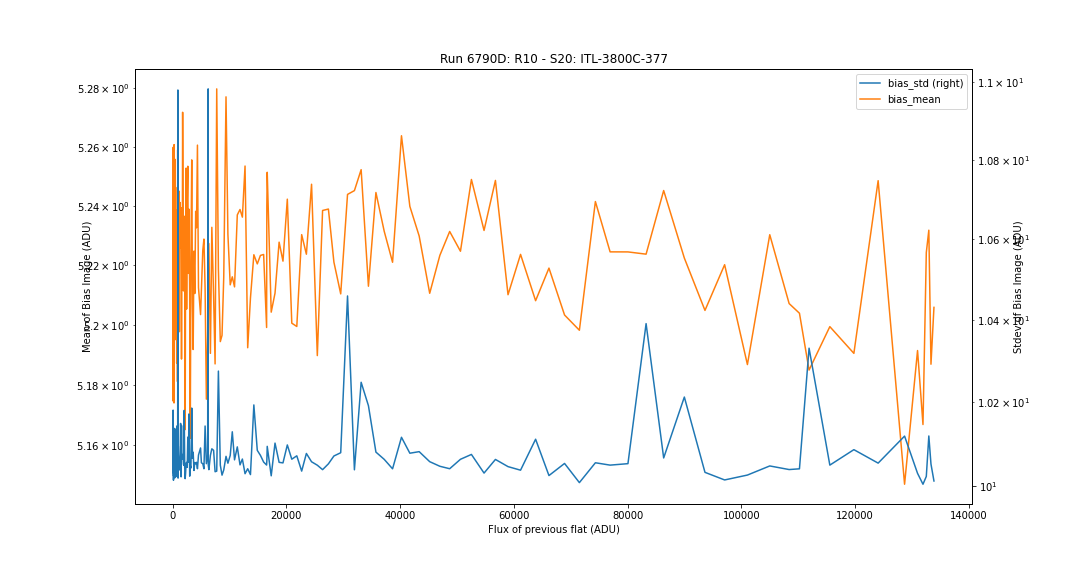 Run 6790D: R10 - S20: ITL-3800C-377
bias_std (right)
bias_mean
5.28 × 10⁰
5.26 × 10⁰
5.24 × 10⁰
5.22 × 10⁰
5.2 × 10⁰
5.18 × 10⁰
5.16 × 10⁰
Mean of Bias Image (ADU)
1.1 × 10¹
1.08 × 10¹
1.06 × 10¹
1.04 × 10¹
1.02 × 10¹
10¹
Stdev of Bias Image (ADU)
0 20000 40000 60000 80000 100000 120000 140000
Flux of previous flat (ADU)